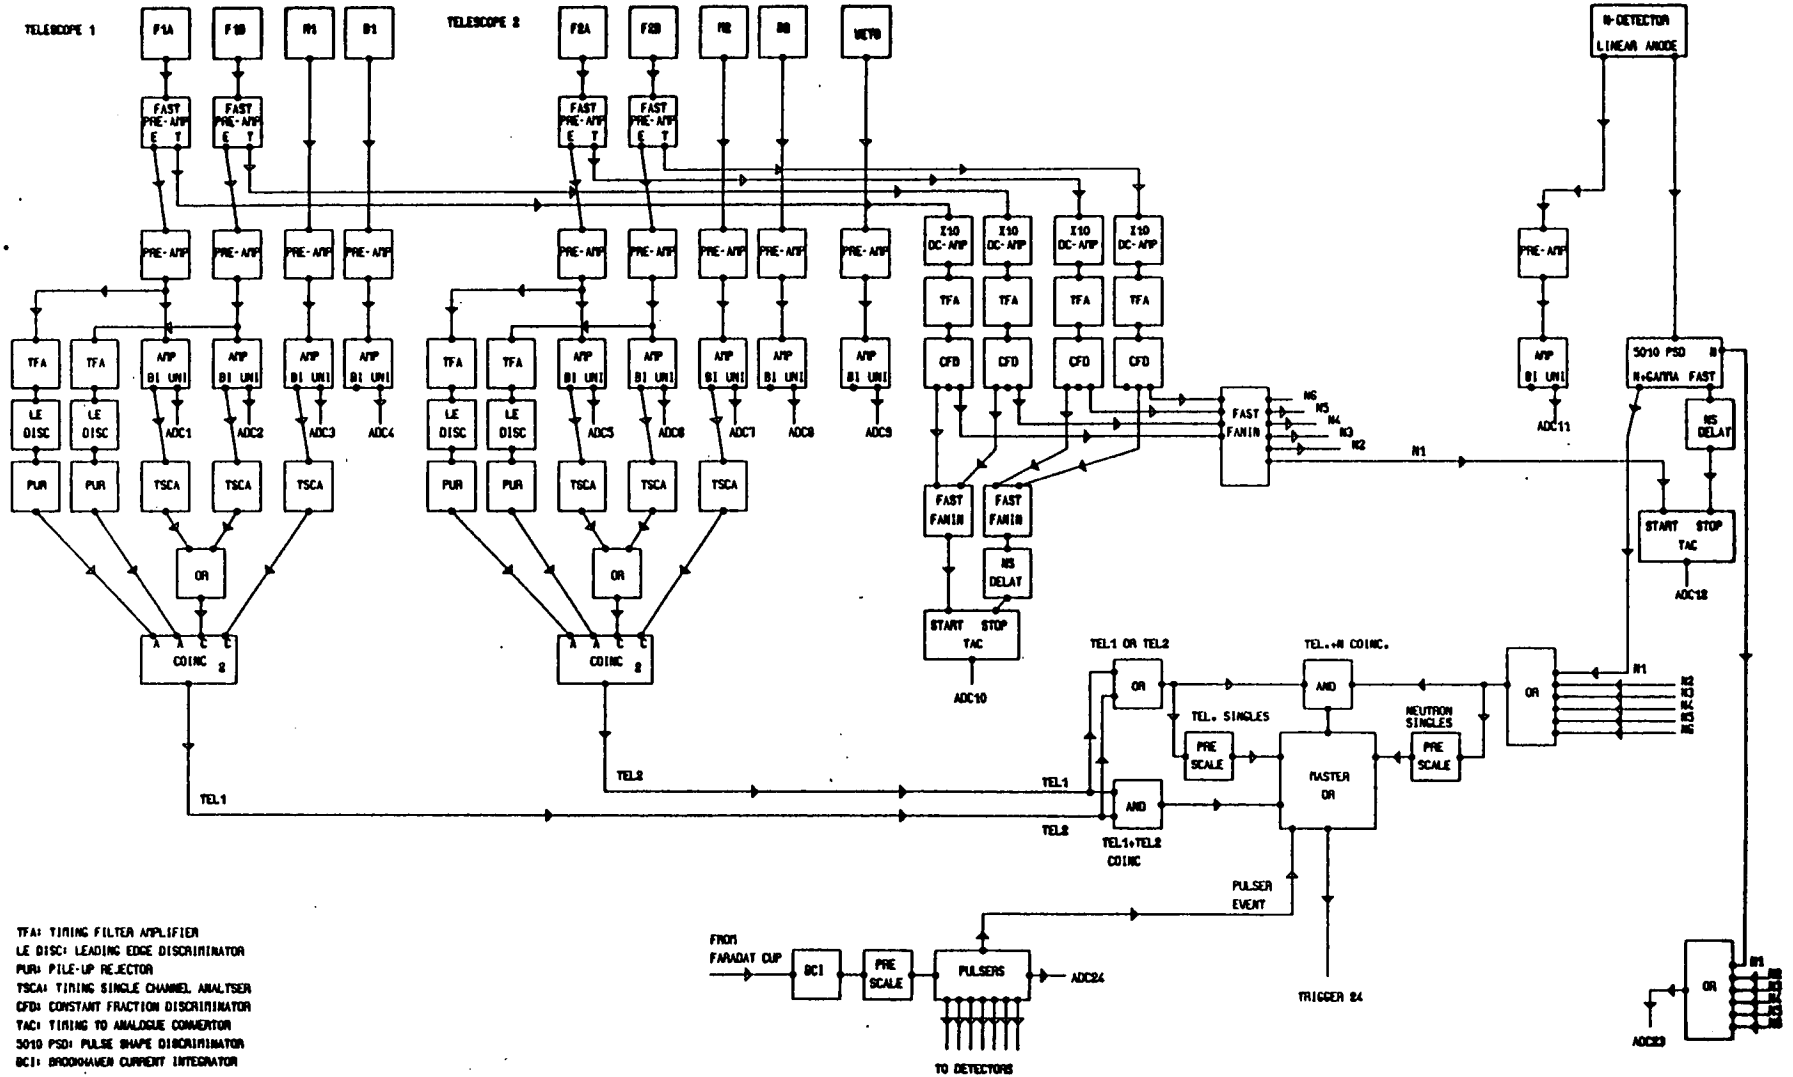 TELESCOPE 1
F1A
F1B
M1
B1
TELESCOPE 2
F2A
F2B
M2
VETO
N-DETECTOR
LINEAR ANODE
FAST
PRE-AMP
E T
FAST
PRE-AMP
E T
FAST
PRE-AMP
E T
FAST
PRE-AMP
E T
PRE-AMP
PRE-AMP
PRE-AMP
PRE-AMP
PRE-AMP
PRE-AMP
PRE-AMP
PRE-AMP
PRE-AMP
X10
DC-AMP
X10
DC-AMP
X10
DC-AMP
X10
DC-AMP
PRE-AMP
TFA
TFA
TFA
TFA
TFA
TFA
AMP
BI UNI
AMP
BI UNI
AMP
BI UNI
AMP
BI UNI
TFA
TFA
AMP
BI UNI
AMP
BI UNI
AMP
BI UNI
AMP
BI UNI
AMP
BI UNI
CFD
CFD
CFD
CFD
AMP
BI UNI
5010 PSD N
N+GAMMA FAST
LE
DISC
LE
DISC
ADC1
ADC2
ADC3
ADC4
LE
DISC
LE
DISC
ADC5
ADC6
ADC7
ADC8
ADC9
FAST
FANIN
N6
N5
N4
N3
N2
N1
ADC11
NS
DELAY
PUR
PUR
TSCA
TSCA
TSCA
PUR
PUR
TSCA
TSCA
TSCA
FAST
FANIN
FAST
FANIN
START STOP
TAC
OR
OR
NS
DELAY
ADC12
A A C C
COINC 2
A A C C
COINC 2
START STOP
TAC
ADC10
TEL1 OR TEL2
OR
TEL.+N COINC.
AND
OR
N1
N2
N3
N4
N5
N6
TEL. SINGLES
PRE
SCALE
NEUTRON
SINGLES
PRE
SCALE
MASTER
OR
TEL1
TEL2
TEL1
TEL2
AND
TEL1+TEL2
COINC
PULSER
EVENT
TRIGGER 24
FROM
FARADAY CUP
BCI
PRE
SCALE
PULSERS
ADC24
TO DETECTORS
OR
N1
ADC23
TFA: TIMING FILTER AMPLIFIER
LE DISC: LEADING EDGE DISCRIMINATOR
PUR: PILE-UP REJECTOR
TSCA: TIMING SINGLE CHANNEL ANALYSER
CFD: CONSTANT FRACTION DISCRIMINATOR
TAC: TIMING TO ANALOGUE CONVERTOR
5010 PSD: PULSE SHAPE DISCRIMINATOR
BCI: BROOKHAVEN CURRENT INTEGRATOR